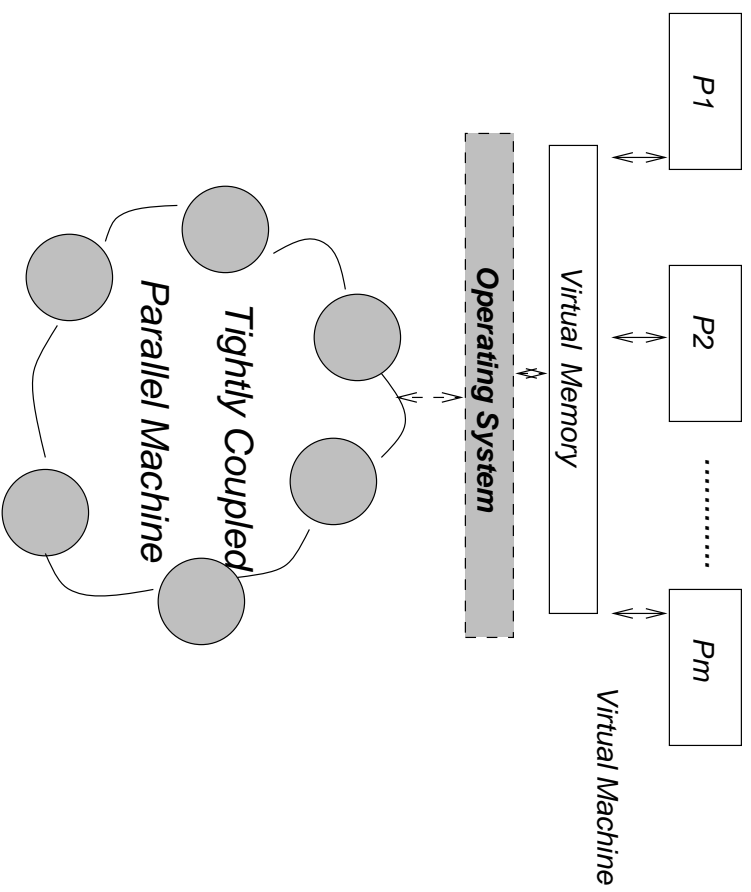 P1
P2
.............
Pm
Virtual Machine
Virtual Memory
Operating System
Tightly Coupled
Parallel Machine